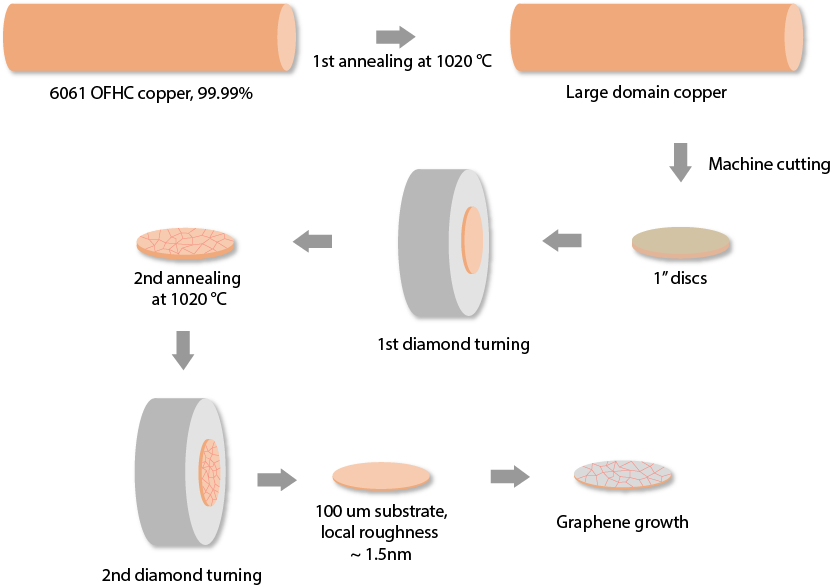 1st annealing at 1020 °C
6061 OFHC copper, 99.99%
Large domain copper
Machine cutting
1” discs
1st diamond turning
2nd annealing
at 1020 °C
2nd diamond turning
100 um substrate,
local roughness
~ 1.5nm
Graphene growth